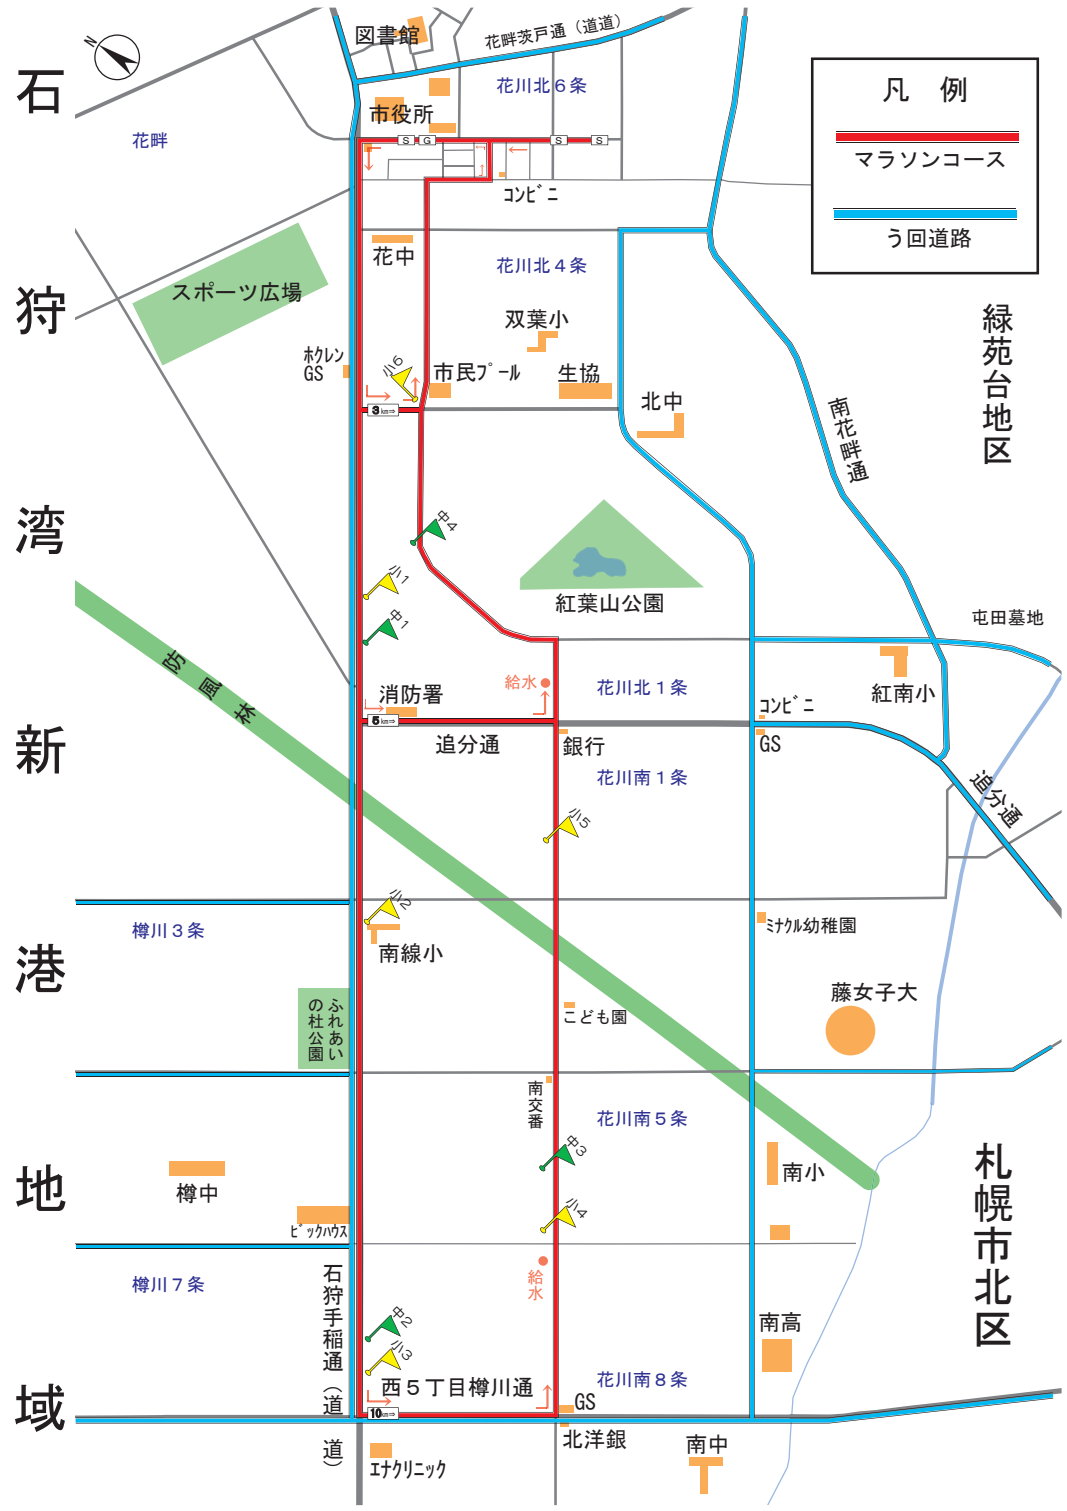 石狩湾新港地域
N
図書館
花畔茨戸通（道道）
花川北６条
市役所
花畔
S
G
S
S
凡　例
マラソンコース
う回道路
コンビニ
花中
花川北４条
スポーツ広場
双葉小
ホクレン
GS
小6
市民プール
生協
北中
3㎞⇒
南花畔通
緑苑台地区
中4
小1
中1
紅葉山公園
屯田墓地
防風林
消防署
給水
花川北１条
コンビニ
紅南小
5㎞⇒
追分通
銀行
GS
花川南１条
追分通
小5
小2
樽川３条
南線小
ミナクル幼稚園
ふれあい
の杜公園
こども園
藤女子大
南交番
花川南５条
中3
南小
樽中
小4
ビックハウス
札幌市北区
樽川７条
石狩手稲通（道道）
給水
中2
小3
南高
西５丁目樽川通
花川南８条
10㎞⇒
GS
北洋銀
南中
エナクリニック